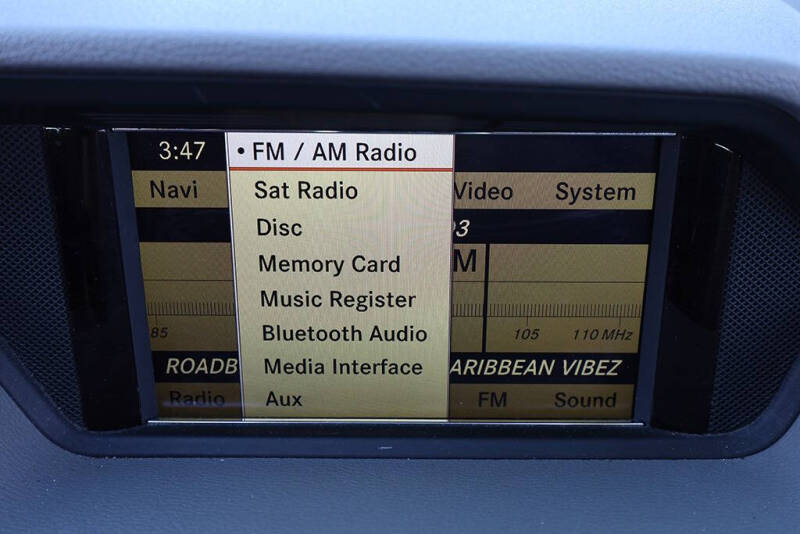 3:47 • FM / AM Radio
Navi Sat Radio Video System
Disc
Memory Card
Music Register
85 Bluetooth Audio 105 110 MHz
ROADB Media Interface ARIBBEAN VIBEZ
Radio Aux FM Sound